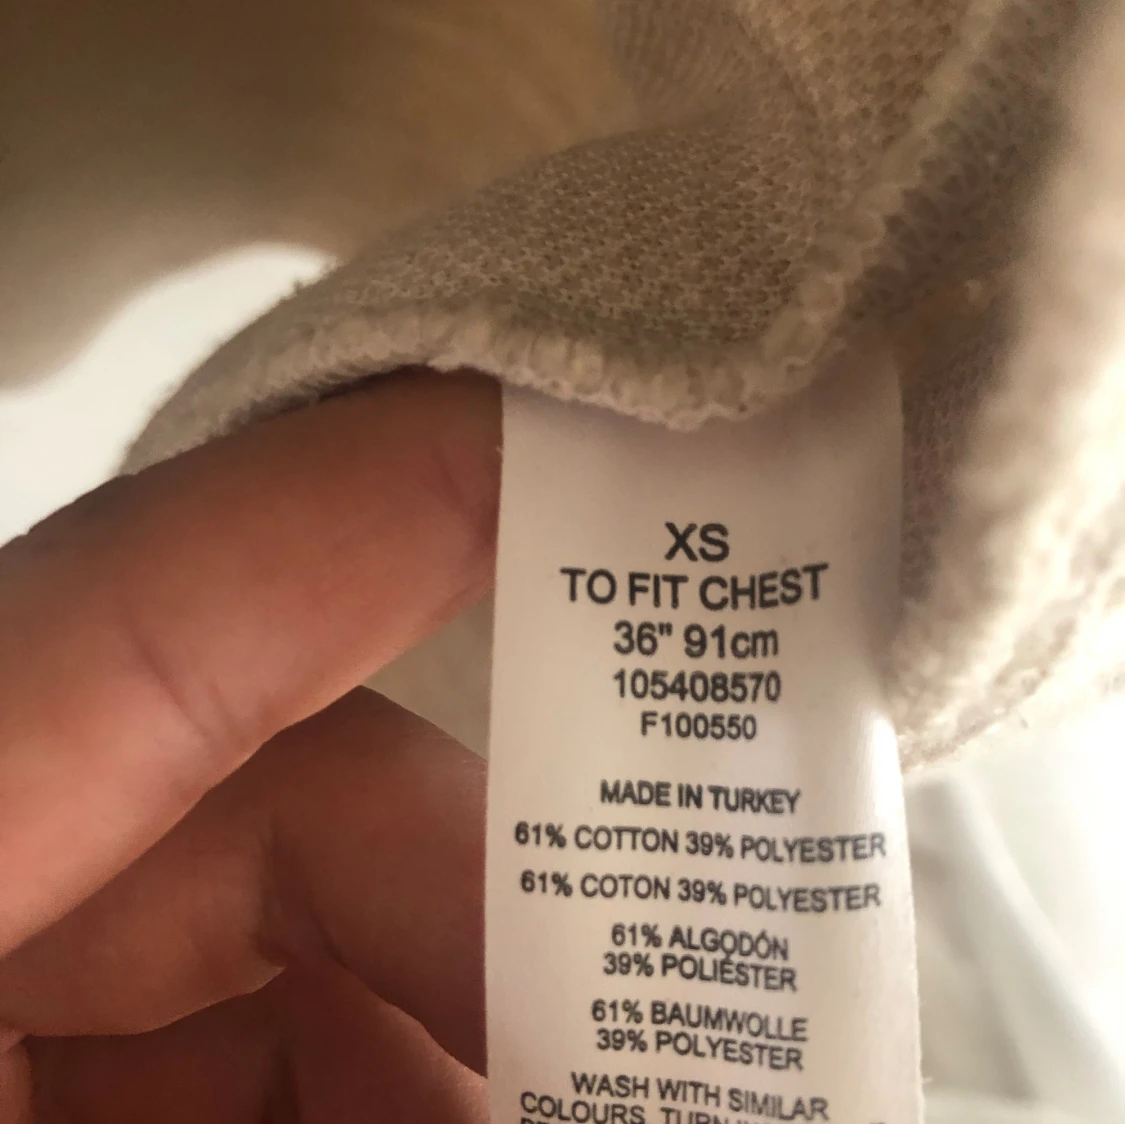 XS
TO FIT CHEST
36" 91cm
105408570
F100550
MADE IN TURKEY
61% COTTON 39% POLYESTER
61% COTON 39% POLYESTER
61% ALGODÓN
39% POLIÉSTER
61% BAUMWOLLE
39% POLYESTER
WASH WITH SIMILAR
COLOURS, TURN